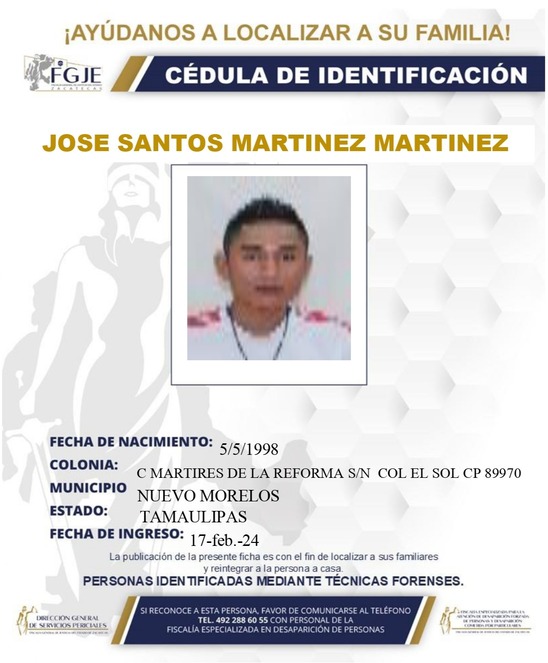 ¡AYÚDANOS A LOCALIZAR A SU FAMILIA!
FGJE
ZACATECAS
CÉDULA DE IDENTIFICACIÓN
JOSE SANTOS MARTINEZ MARTINEZ
FECHA DE NACIMIENTO: 5/5/1998
COLONIA: C MARTIRES DE LA REFORMA S/N COL EL SOL CP 89970
MUNICIPIO NUEVO MORELOS
ESTADO: TAMAULIPAS
FECHA DE INGRESO: 17-feb.-24
La publicación de la presente ficha es con el fin de localizar a sus familiares
y reintegrar a la persona a casa.
PERSONAS IDENTIFICADAS MEDIANTE TÉCNICAS FORENSES.
DIRECCIÓN GENERAL
DE SERVICIOS PERICIALES
SI RECONOCE A ESTA PERSONA, FAVOR DE COMUNICARSE AL TELÉFONO
TEL. 492 288 60 55 CON PERSONAL DE LA
FISCALÍA ESPECIALIZADA EN DESAPARICIÓN DE PERSONAS